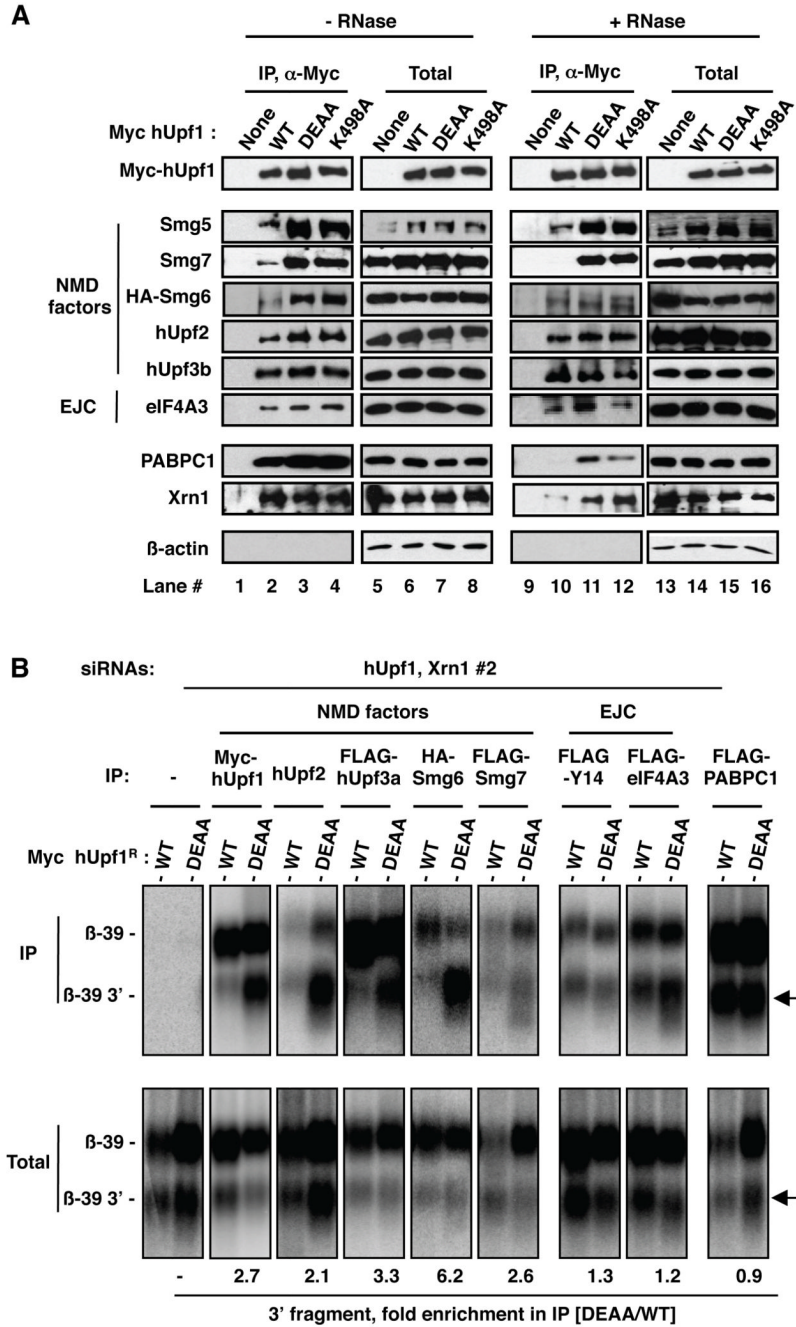 A
- RNase + RNase
IP, α-Myc Total IP, α-Myc Total
Myc hUpf1 : None WT DEAA K498A None WT DEAA K498A None WT DEAA K498A None WT DEAA K498A
Myc-hUpf1
NMD factors
Smg5
Smg7
HA-Smg6
hUpf2
hUpf3b
EJC eIF4A3
PABPC1
Xrn1
ß-actin
Lane # 1 2 3 4 5 6 7 8 9 10 11 12 13 14 15 16
B
siRNAs: hUpf1, Xrn1 #2
NMD factors EJC
IP: - Myc-hUpf1 hUpf2 FLAG-hUpf3a HA-Smg6 FLAG-Smg7 FLAG-Y14 FLAG-eIF4A3 FLAG-PABPC1
Myc hUpf1ᴿ : - WT - DEAA - WT - DEAA - WT - DEAA - WT - DEAA - WT - DEAA - WT - DEAA - WT - DEAA - WT - DEAA - WT - DEAA
IP
ß-39 -
ß-39 3' -
Total
ß-39 -
ß-39 3' -
- 2.7 2.1 3.3 6.2 2.6 1.3 1.2 0.9
3' fragment, fold enrichment in IP [DEAA/WT]